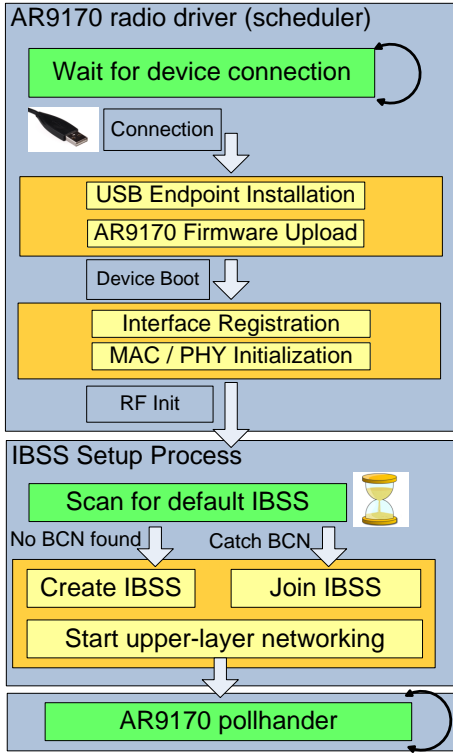 AR9170 radio driver (scheduler)
Wait for device connection
Connection
USB Endpoint Installation
AR9170 Firmware Upload
Device Boot
Interface Registration
MAC / PHY Initialization
RF Init
IBSS Setup Process
Scan for default IBSS
No BCN found
Catch BCN
Create IBSS
Join IBSS
Start upper-layer networking
AR9170 pollhander